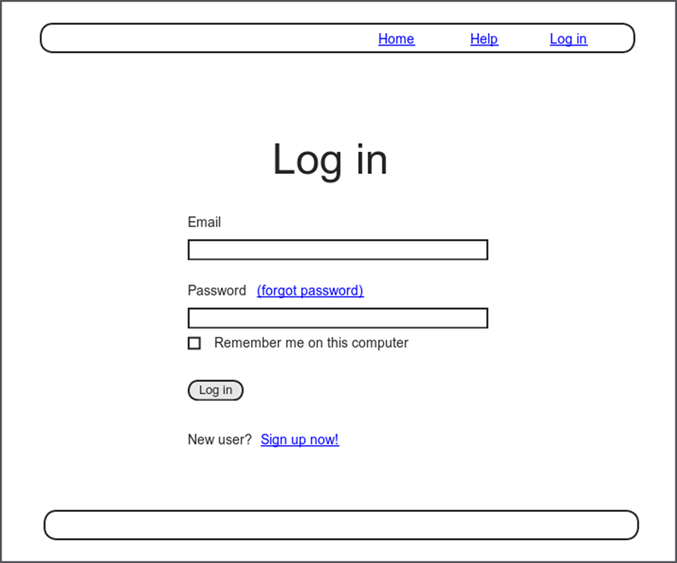 Home Help Log in
Log in
Email
Password (forgot password)
Remember me on this computer
Log in
New user? Sign up now!